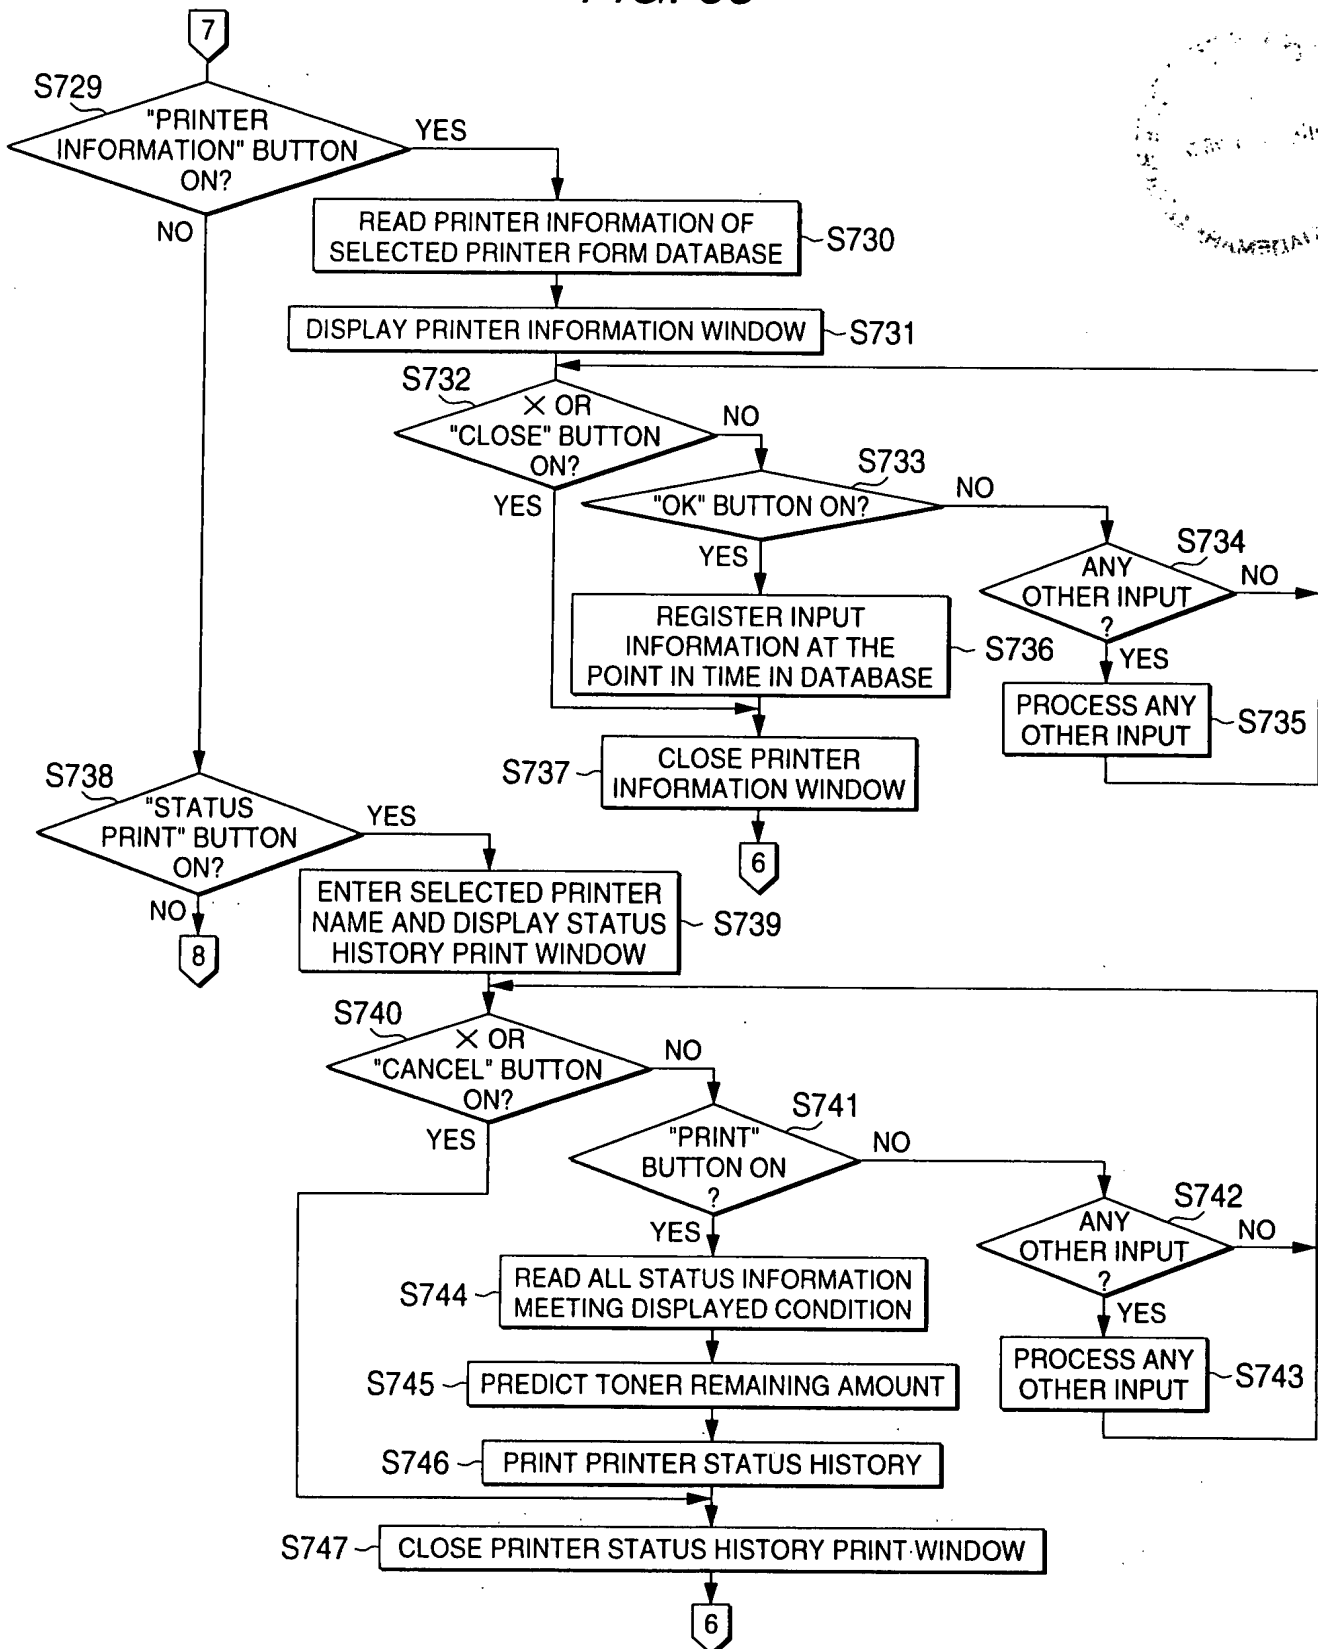 7
S729
"PRINTER
INFORMATION" BUTTON
ON?
YES
NO
READ PRINTER INFORMATION OF
SELECTED PRINTER FORM DATABASE
S730
DISPLAY PRINTER INFORMATION WINDOW
S731
S732
X OR
"CLOSE" BUTTON
ON?
NO
YES
S733
"OK" BUTTON ON?
NO
YES
S734
ANY
OTHER INPUT
?
NO
YES
REGISTER INPUT
INFORMATION AT THE
POINT IN TIME IN DATABASE
S736
PROCESS ANY
OTHER INPUT
S735
S737
CLOSE PRINTER
INFORMATION WINDOW
6
S738
"STATUS
PRINT" BUTTON
ON?
YES
NO
8
ENTER SELECTED PRINTER
NAME AND DISPLAY STATUS
HISTORY PRINT WINDOW
S739
S740
X OR
"CANCEL" BUTTON
ON?
NO
YES
S741
"PRINT"
BUTTON ON
?
NO
YES
S742
ANY
OTHER INPUT
?
NO
YES
S744
READ ALL STATUS INFORMATION
MEETING DISPLAYED CONDITION
PROCESS ANY
OTHER INPUT
S743
S745
PREDICT TONER REMAINING AMOUNT
S746
PRINT PRINTER STATUS HISTORY
S747
CLOSE PRINTER STATUS HISTORY PRINT WINDOW
6